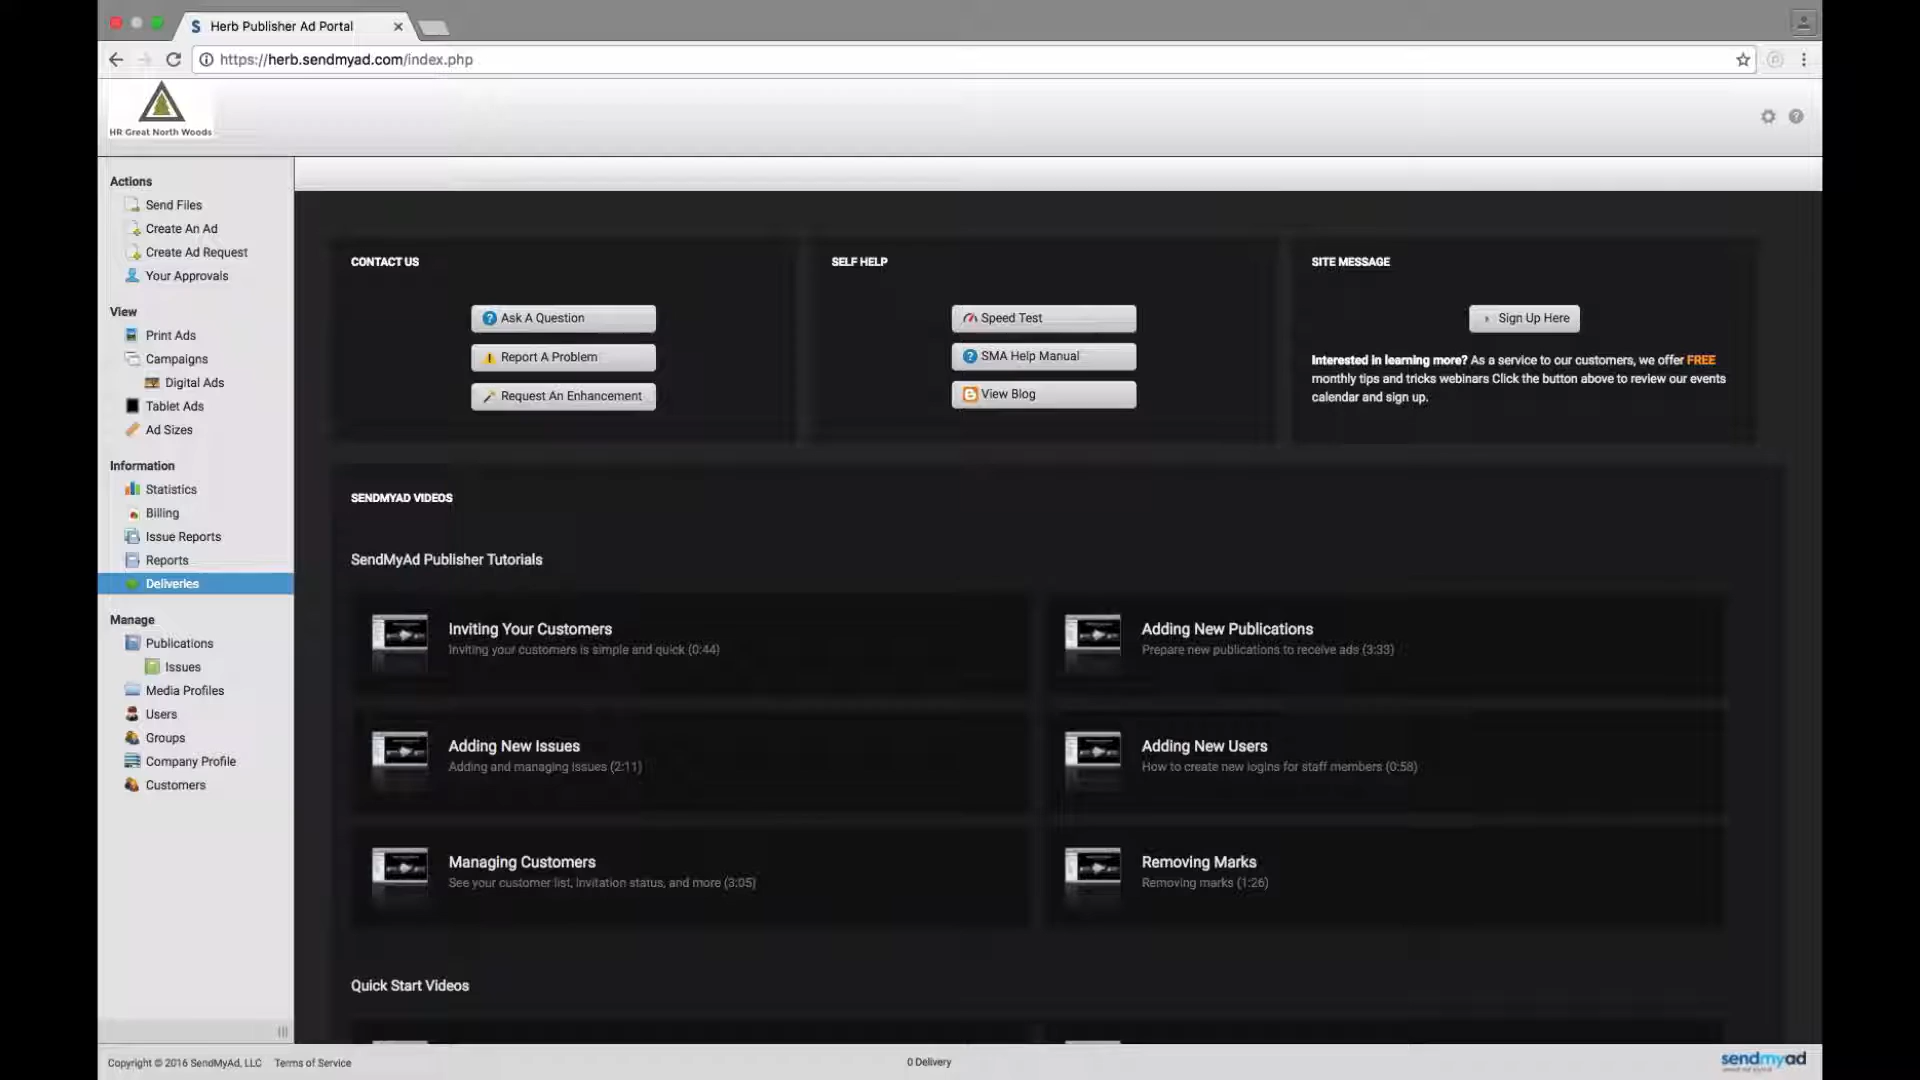 Herb Publisher Ad Portal
https://herb.sendmyad.com/index.php
HR Great North Woods
Actions
Send Files
Create An Ad
Create Ad Request
Your Approvals
View
Print Ads
Campaigns
Digital Ads
Tablet Ads
Ad Sizes
Information
Statistics
Billing
Issue Reports
Reports
Deliveries
Manage
Publications
Issues
Media Profiles
Users
Groups
Company Profile
Customers
CONTACT US
Ask A Question
Report A Problem
Request An Enhancement
SELF HELP
Speed Test
SMA Help Manual
View Blog
SITE MESSAGE
Sign Up Here
Interested in learning more? As a service to our customers, we offer FREE
monthly tips and tricks webinars Click the button above to review our events
calendar and sign up.
SENDMYAD VIDEOS
SendMyAd Publisher Tutorials
Inviting Your Customers
Inviting your customers is simple and quick (0:44)
Adding New Publications
Prepare new publications to receive ads (3:33)
Adding New Issues
Adding and managing issues (2:11)
Adding New Users
How to create new logins for staff members (0:58)
Managing Customers
See your customer list, invitation status, and more (3:05)
Removing Marks
Removing marks (1:26)
Quick Start Videos
Copyright © 2016 SendMyAd, LLC Terms of Service
0 Delivery
sendmyad